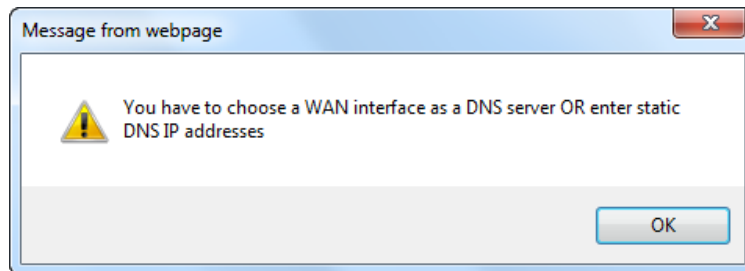 Message from webpage
You have to choose a WAN interface as a DNS server OR enter static
DNS IP addresses
OK